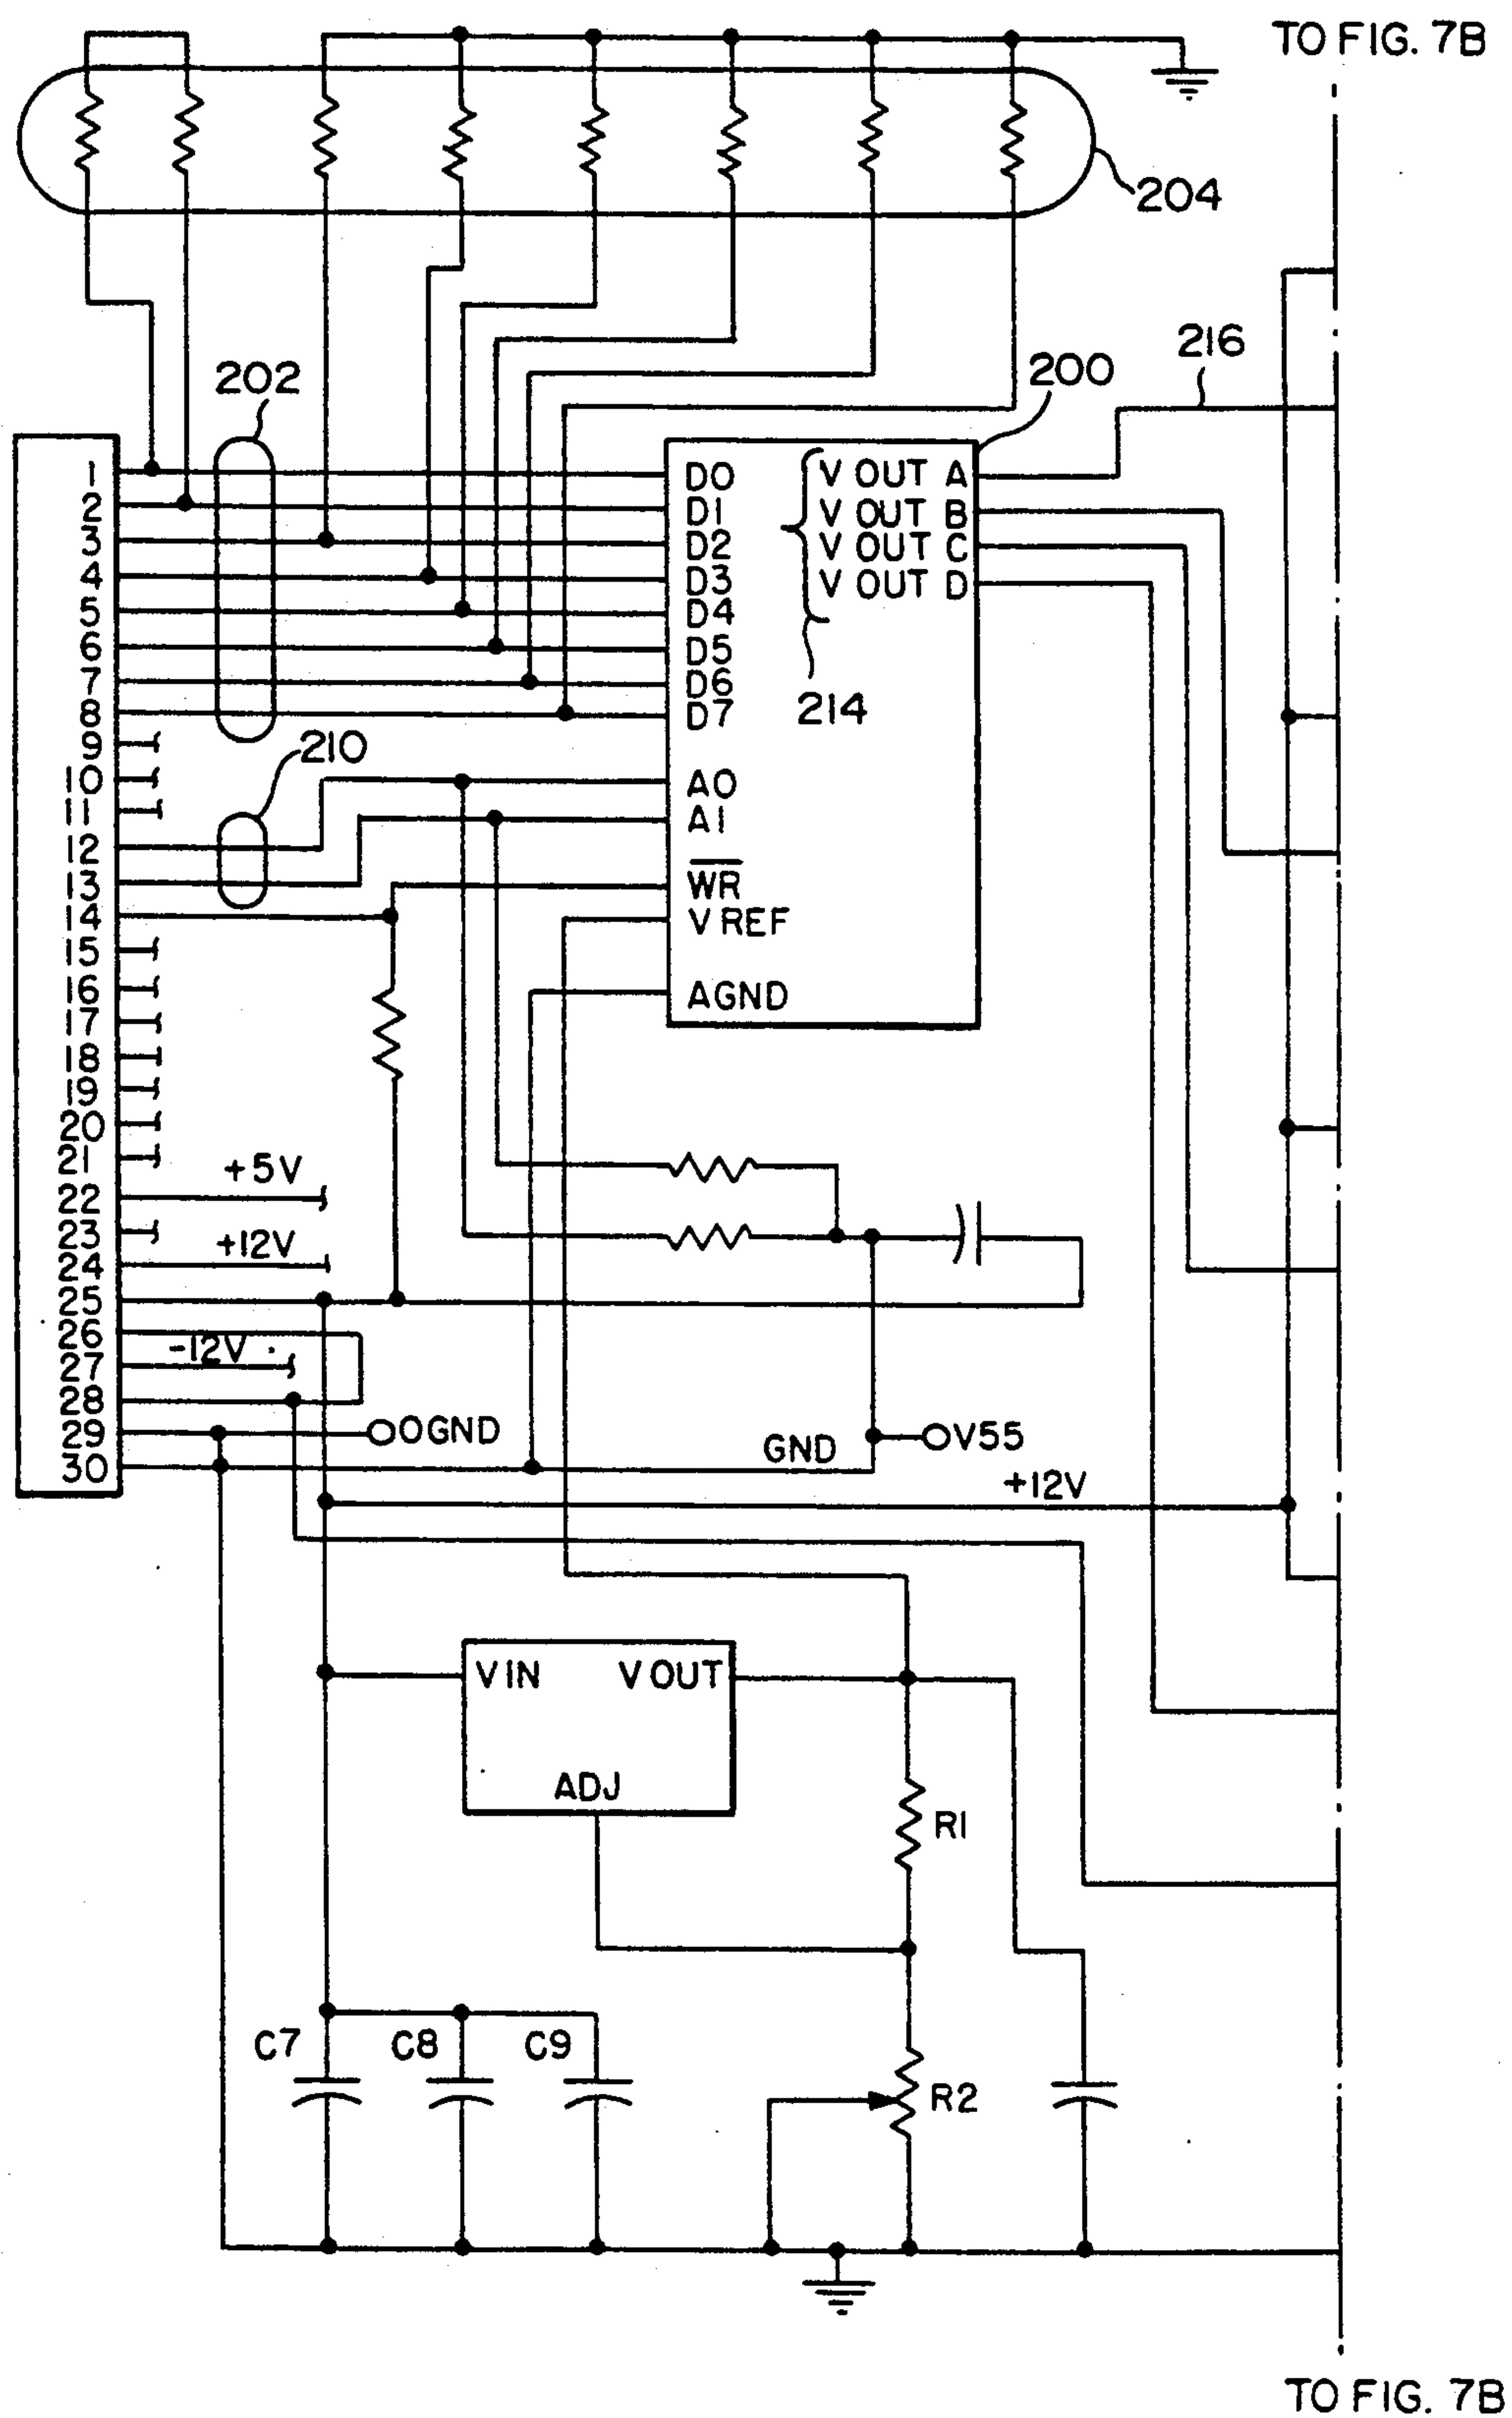 TO FIG. 7B
204
202
200
216
1
2
3
4
5
6
7
8
9
10
11
12
13
14
15
16
17
18
19
20
21
22
23
24
25
26
27
28
29
30
D0
D1
D2
D3
D4
D5
D6
D7
A0
A1
WR
V REF
AGND
V OUT A
V OUT B
V OUT C
V OUT D
214
210
+5V
+12V
-12V
OGND
GND
V55
+12V
VIN
V OUT
ADJ
R1
C7
C8
C9
R2
TO FIG. 7B